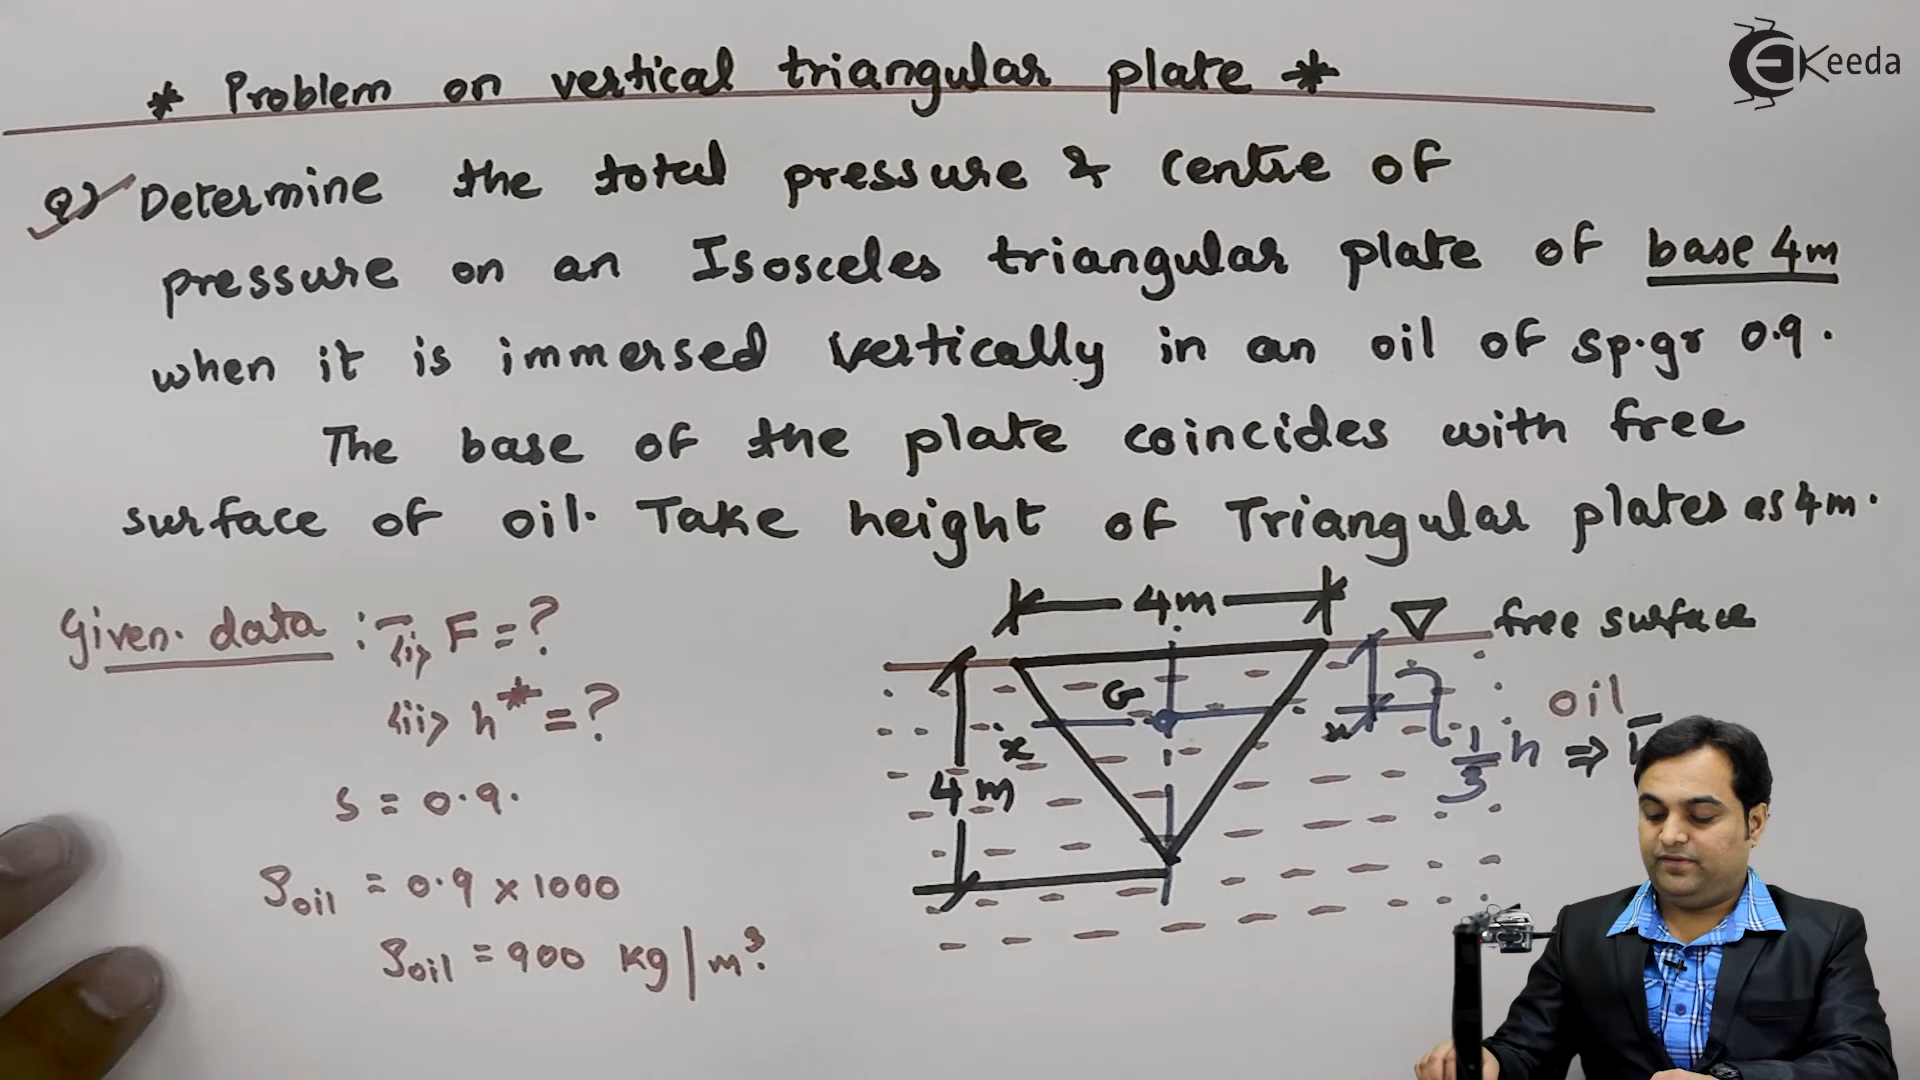 * Problem on vertical triangular plate *
EKeeda
Q) Determine the total pressure & centre of
pressure on an Isosceles triangular plate of base 4m
when it is immersed vertically in an oil of sp.gr 0.9.
The base of the plate coincides with free
surface of oil. Take height of Triangular plates as 4m.
Given data : (i) F = ?
(ii) h* = ?
S = 0.9.
ρoil = 0.9 × 1000
ρoil = 900 kg/m³.
4m
free surface
G
x
x
4m
oil
1/3 h ⇒